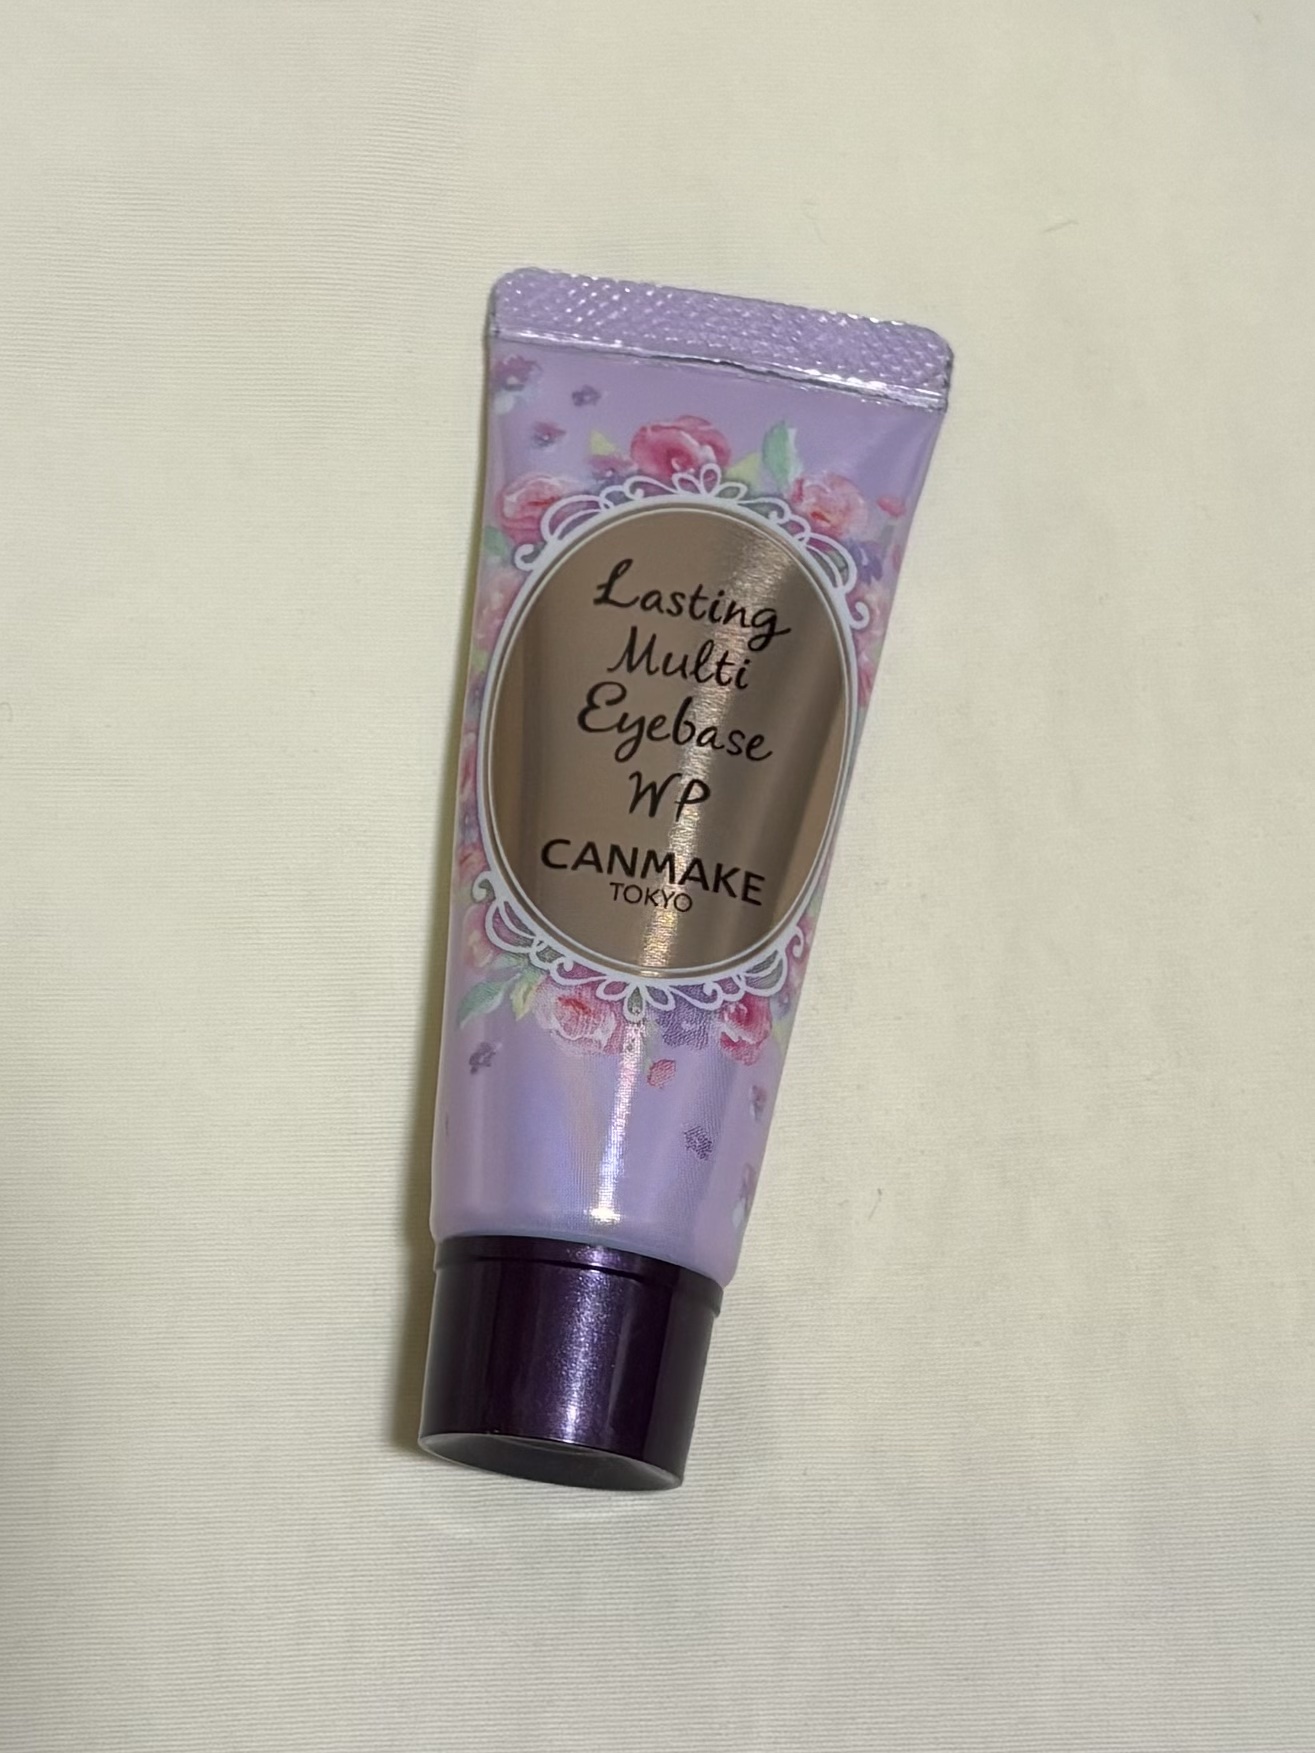 Lasting
Multi
Eyebase
WP
CANMAKE
TOKYO